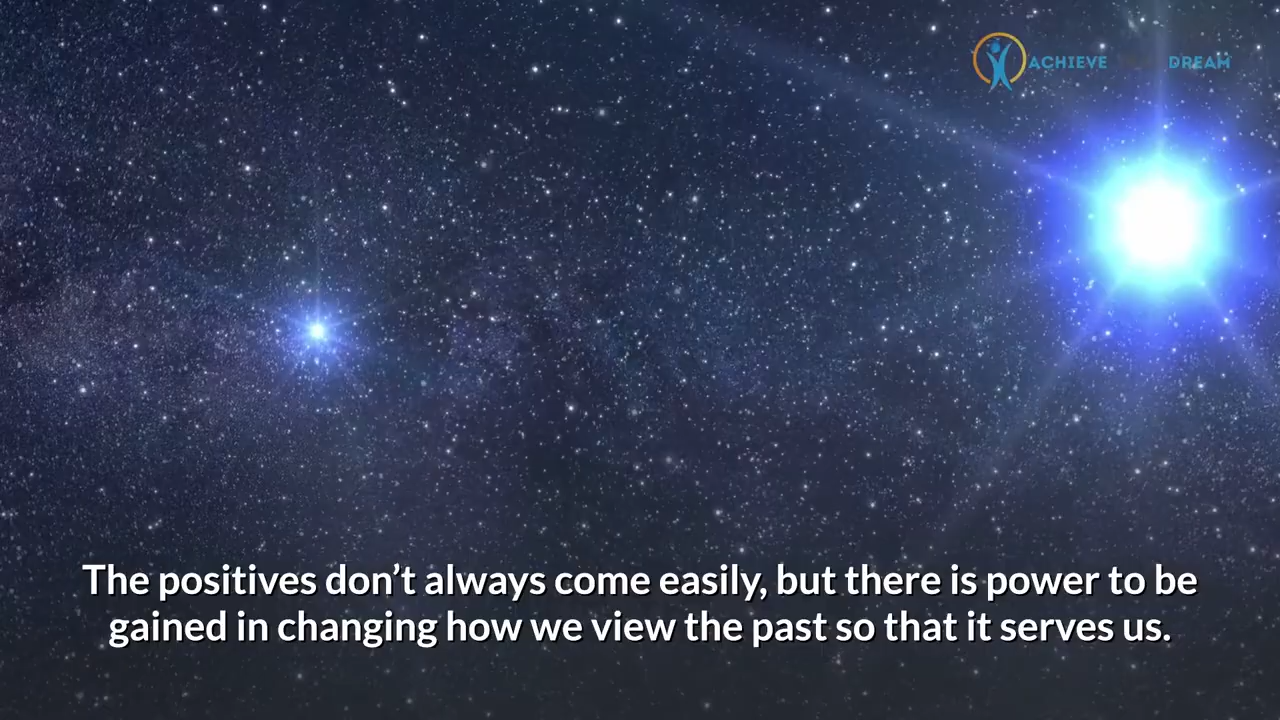 ACHIEVE DREAM
The positives don’t always come easily, but there is power to be
gained in changing how we view the past so that it serves us.